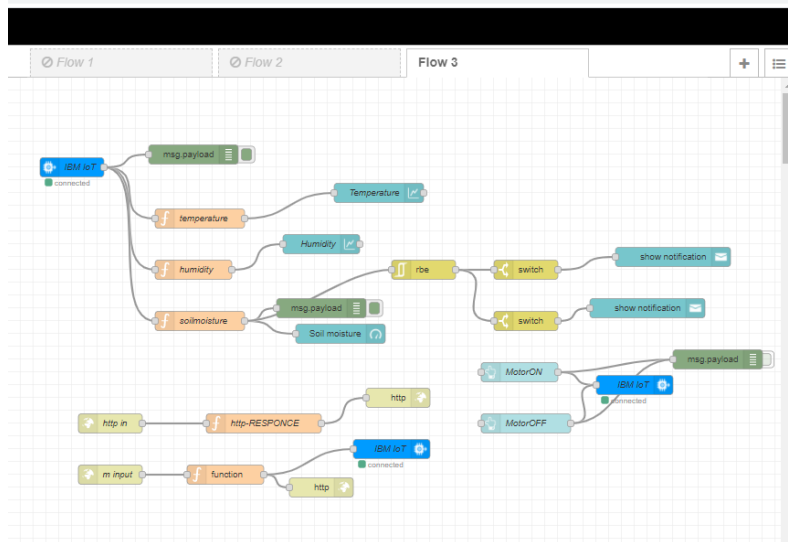 Flow 1
Flow 2
Flow 3
msg.payload
IBM IoT
connected
temperature
Temperature
humidity
Humidity
rbe
switch
show notification
soilmoisture
msg.payload
Soil moisture
switch
show notification
msg.payload
MotorON
IBM IoT
connected
MotorOFF
http
http in
http-RESPONCE
IBM IoT
connected
m input
function
http